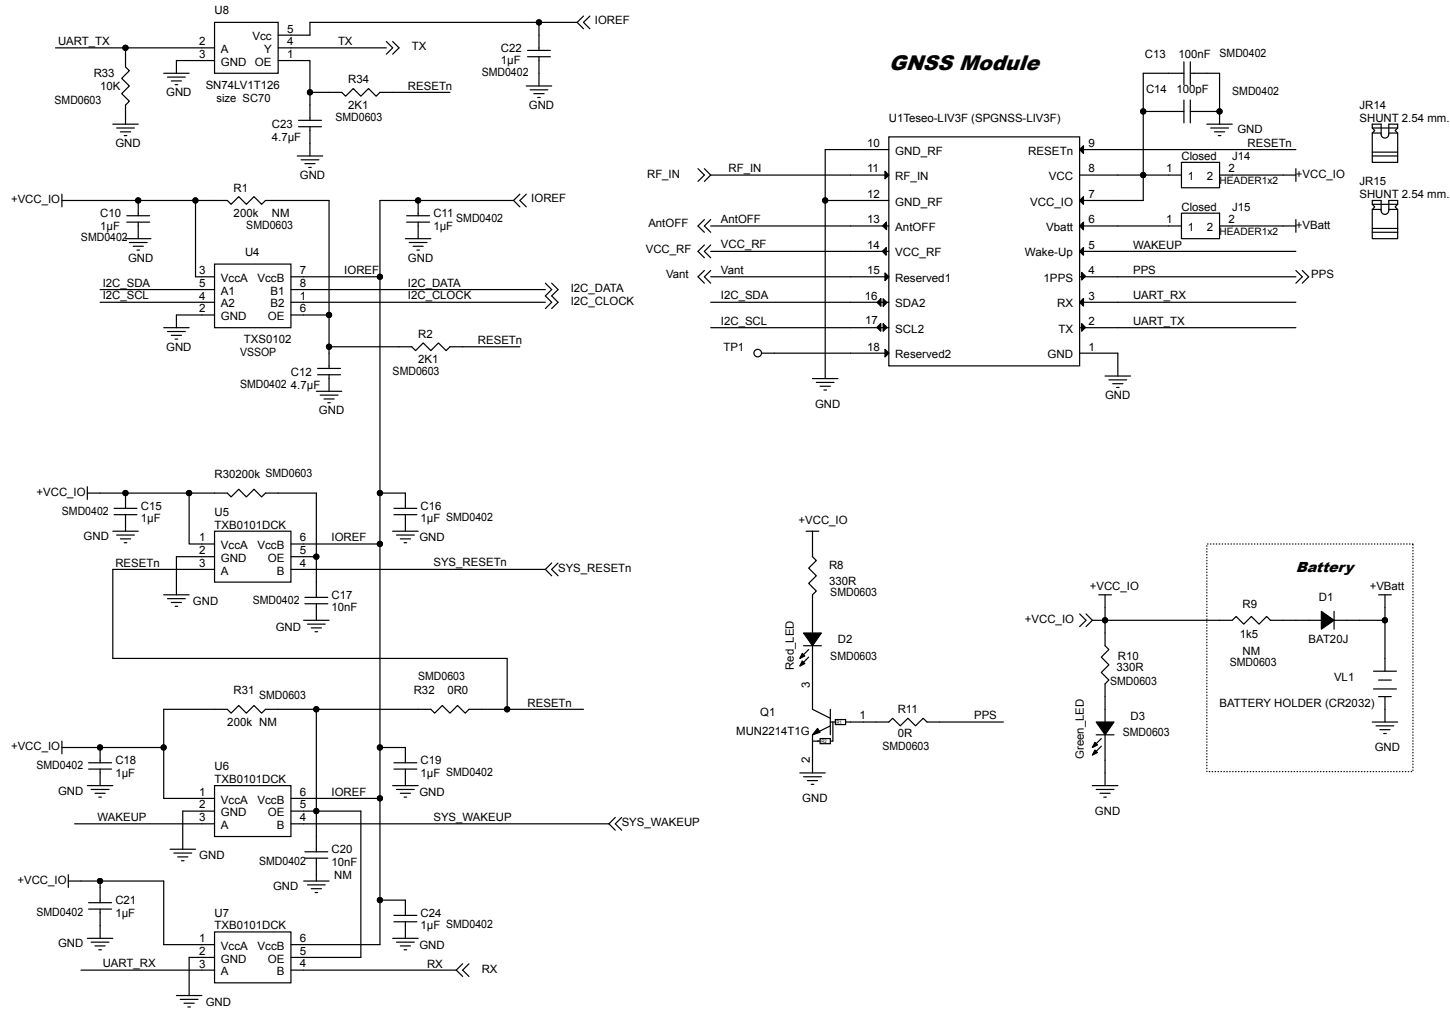 U8
IOREF
UART_TX
2 A
3 GND
Vcc 5
Y 4
OE 1
TX
TX
C22
1µF
SMD0402
GND
R33
10K
SMD0603
GND
GND
SN74LV1T126
size SC70
R34
2K1
SMD0603
RESETn
C23
4.7µF
GND
+VCC_IO
R1
200k NM
SMD0603
IOREF
C10
1µF
SMD0402
GND
C11 SMD0402
1µF
GND
U4
3 VccA VccB 7
5 A1 B1 8
4 A2 B2 1
2 GND OE 6
IOREF
I2C_SDA
I2C_SCL
I2C_DATA
I2C_CLOCK
I2C_DATA
I2C_CLOCK
GND
TXS0102
VSSOP
R2
2K1
SMD0603
RESETn
C12
SMD0402 4.7µF
GND
R30200k SMD0603
+VCC_IO
SMD0402
C15
1µF
GND
U5
TXB0101DCK
1 VccA VccB 6
2 GND OE 5
3 A B 4
IOREF
RESETn
SYS_RESETn
SYS_RESETn
C16
1µF SMD0402
GND
GND
SMD0402 C17
10nF
GND
SMD0603
R31 SMD0603
200k NM
R32 0R0
RESETn
+VCC_IO
SMD0402 C18
1µF
GND
U6
TXB0101DCK
1 VccA VccB 6
2 GND OE 5
3 A B 4
IOREF
WAKEUP
SYS_WAKEUP
SYS_WAKEUP
C19
1µF SMD0402
GND
GND
SMD0402
C20
10nF
NM
GND
+VCC_IO
C21
SMD0402 1µF
GND
U7
TXB0101DCK
1 VccA VccB 6
2 GND OE 5
3 A B 4
UART_RX
RX
RX
C24
1µF SMD0402
GND
GND
GNSS Module
C13 100nF SMD0402
C14 100pF SMD0402
GND
U1Teseo-LIV3F (SPGNSS-LIV3F)
10 GND_RF
11 RF_IN
12 GND_RF
13 AntOFF
14 VCC_RF
15 Reserved1
16 SDA2
17 SCL2
18 Reserved2
RESETn 9
VCC 8
VCC_IO 7
Vbatt 6
Wake-Up 5
1PPS 4
RX 3
TX 2
GND 1
RF_IN RF_IN
AntOFF AntOFF
VCC_RF VCC_RF
Vant Vant
I2C_SDA
I2C_SCL
TP1
GND
RESETn
Closed J14
1 1 2 2
HEADER1x2
+VCC_IO
Closed J15
1 1 2 2
HEADER1x2
+VBatt
WAKEUP
PPS
PPS
UART_RX
UART_TX
GND
JR14
SHUNT 2.54 mm.
JR15
SHUNT 2.54 mm.
+VCC_IO
R8
330R
SMD0603
Red_LED
D2
SMD0603
3
Q1
MUN2214T1G
1
2
R11
0R
SMD0603
PPS
GND
+VCC_IO
+VCC_IO
R10
330R
SMD0603
Green_LED
D3
SMD0603
GND
Battery
+VBatt
R9
1k5
NM
SMD0603
D1
BAT20J
VL1
BATTERY HOLDER (CR2032)
GND